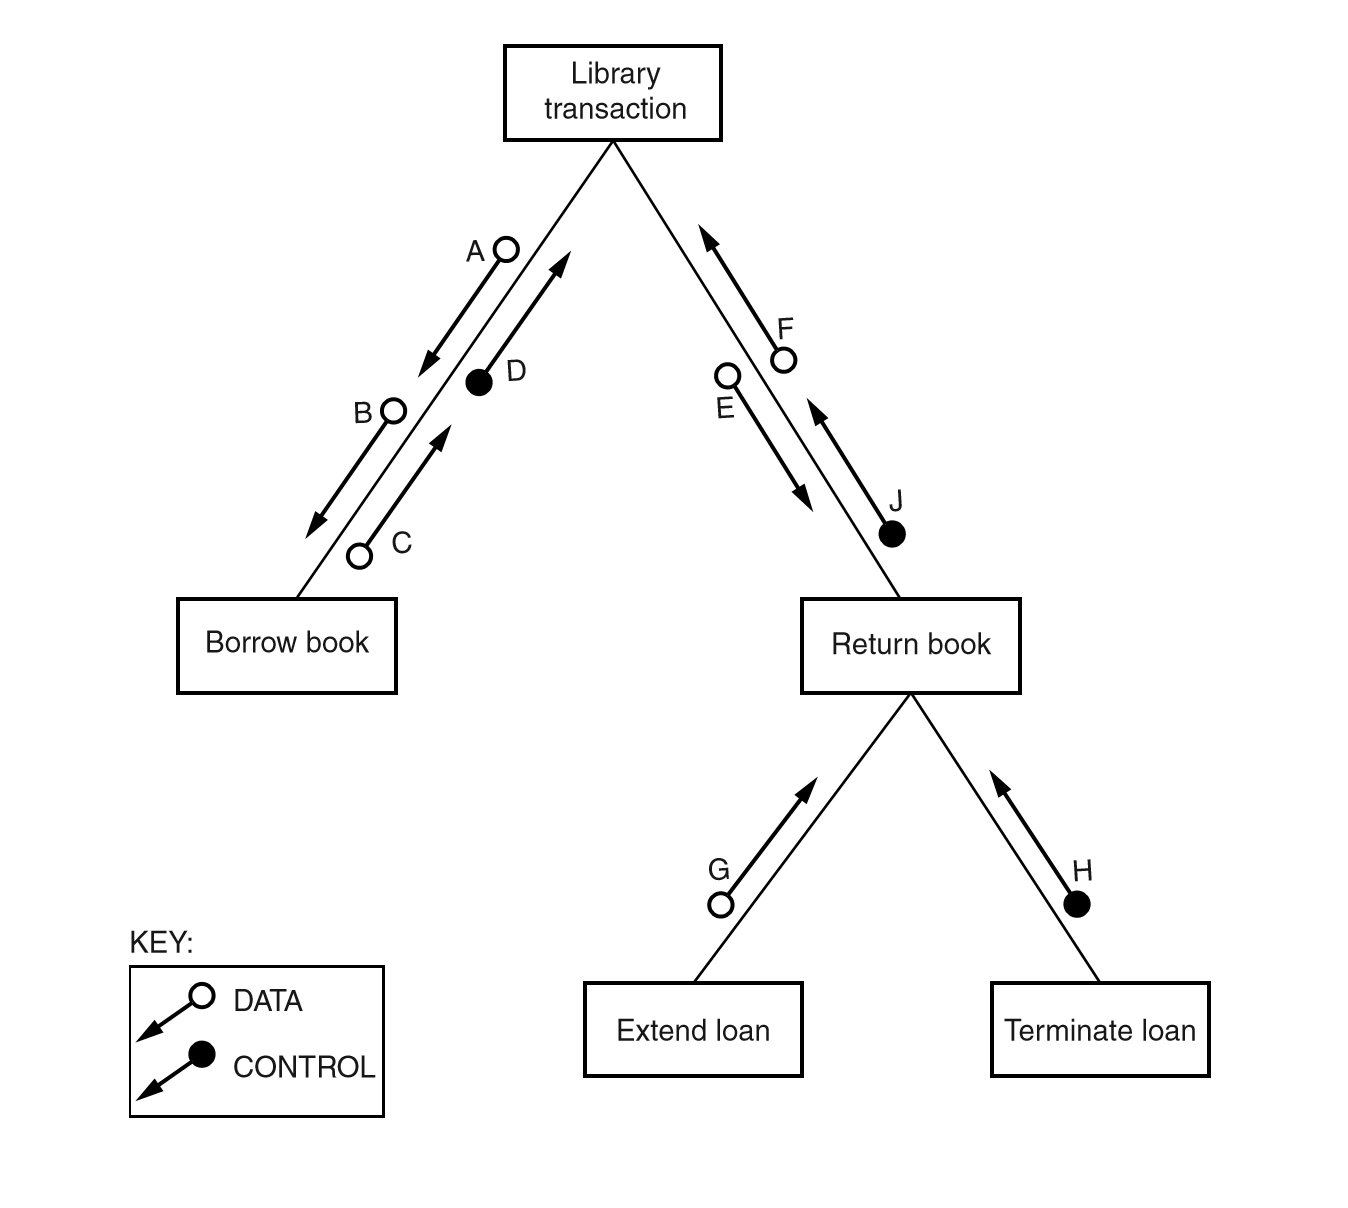 Library
transaction
A
D
F
E
B
C
J
Borrow book
Return book
G
H
KEY:
DATA
CONTROL
Extend loan
Terminate loan